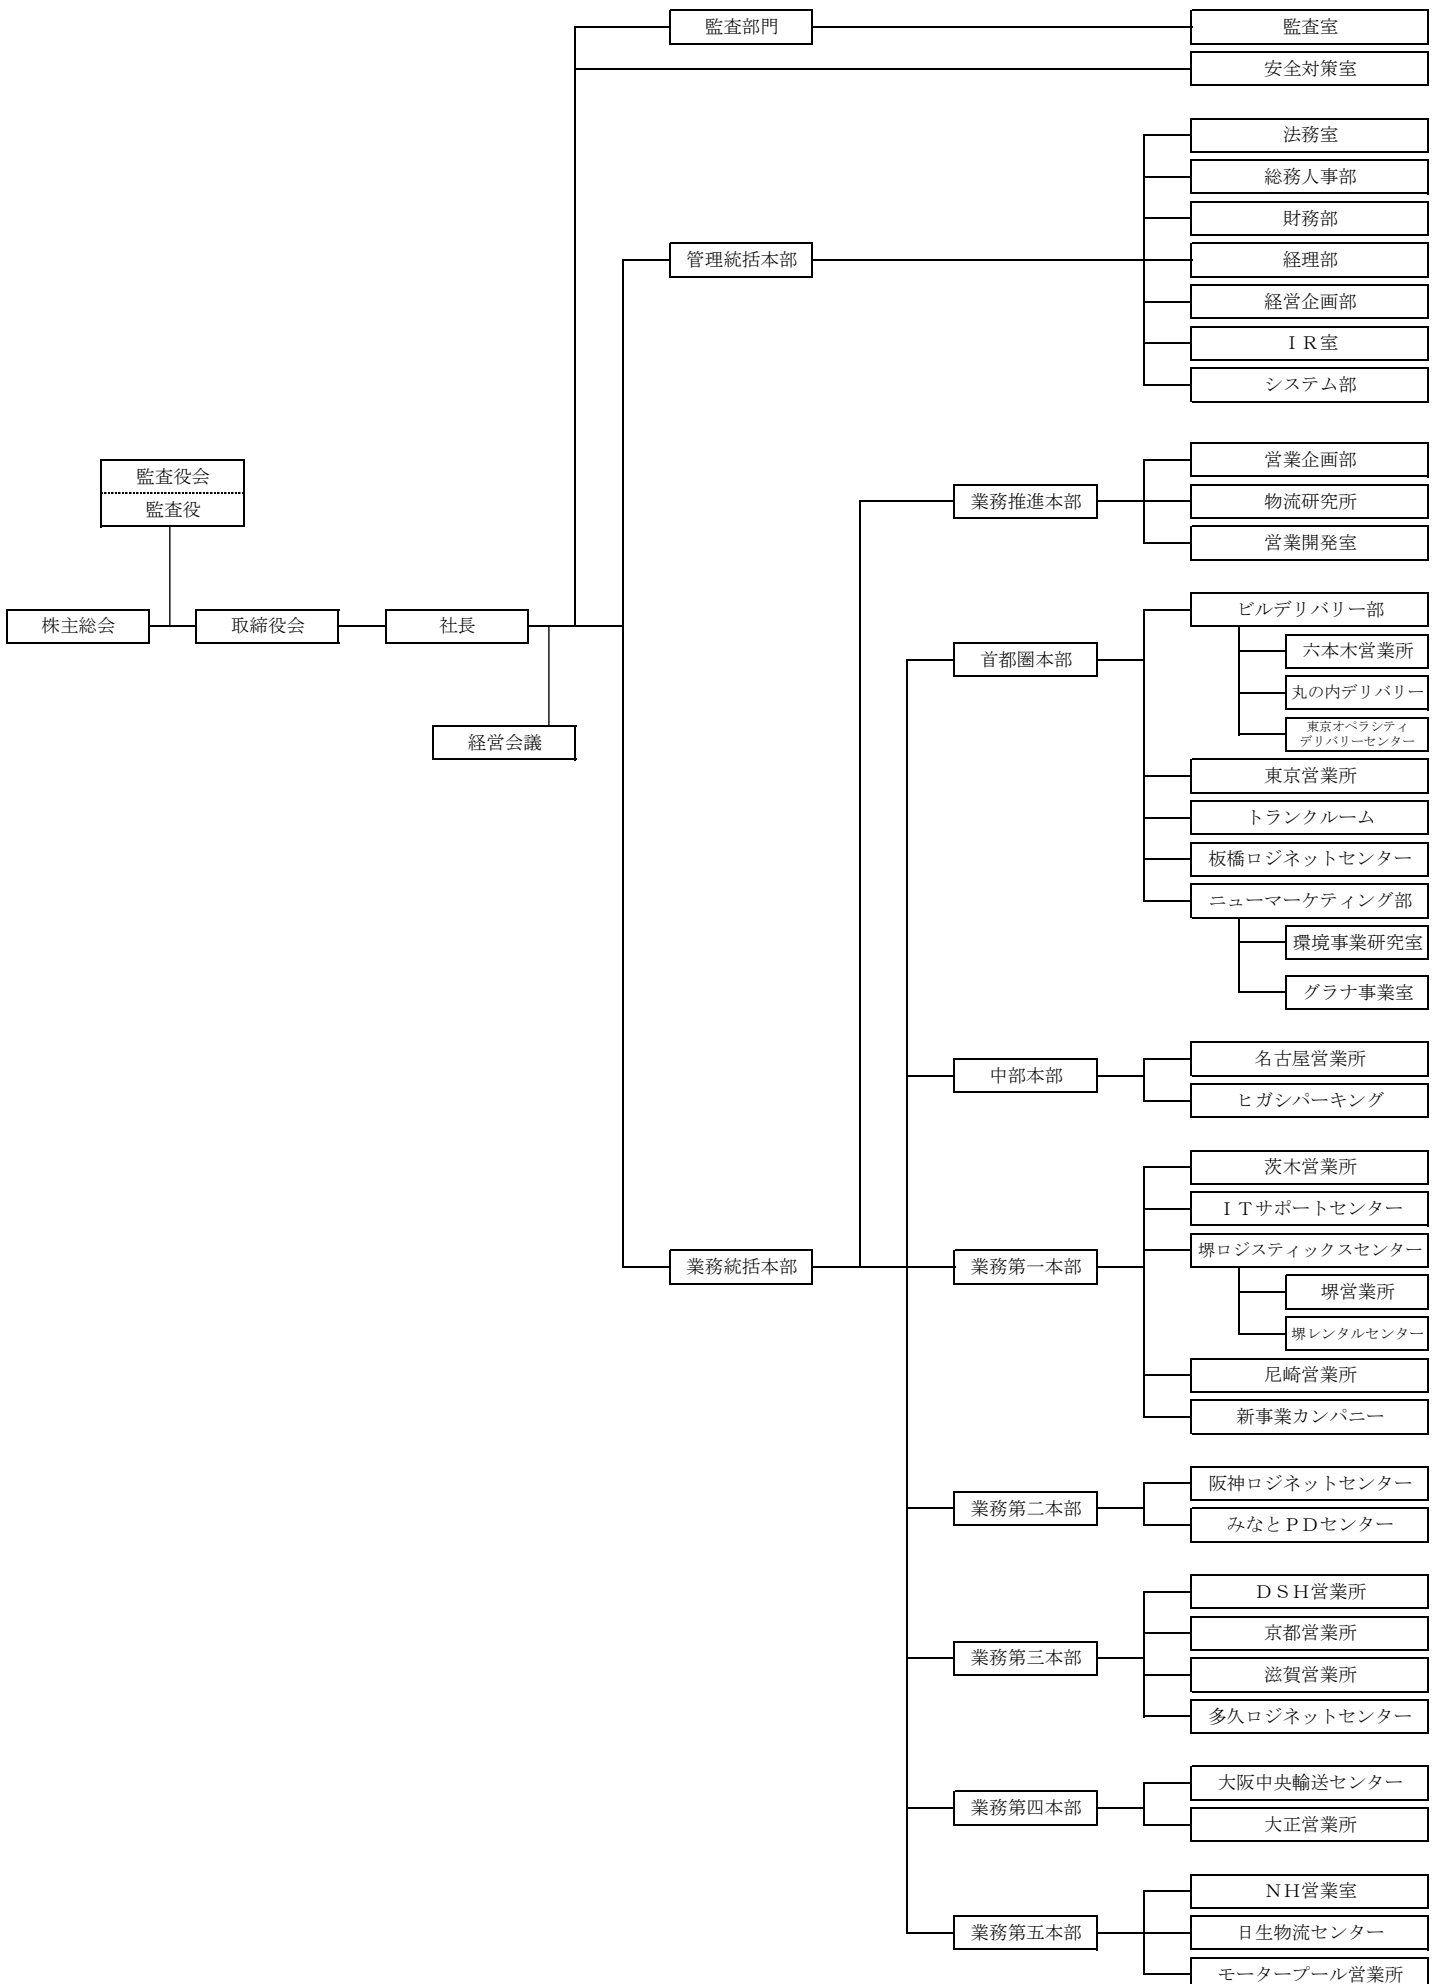 監査部門
監査室
安全対策室
法務室
総務人事部
財務部
管理統括本部
経理部
経営企画部
ＩＲ室
システム部
監査役会
監査役
営業企画部
業務推進本部
物流研究所
営業開発室
株主総会
取締役会
社長
経営会議
首都圏本部
ビルデリバリー部
六本木営業所
丸の内デリバリー
東京オペラシティ
デリバリーセンター
東京営業所
トランクルーム
板橋ロジネットセンター
ニューマーケティング部
環境事業研究室
グラナ事業室
中部本部
名古屋営業所
ヒガシパーキング
業務統括本部
業務第一本部
茨木営業所
ＩＴサポートセンター
堺ロジスティックスセンター
堺営業所
堺レンタルセンター
尼崎営業所
新事業カンパニー
業務第二本部
阪神ロジネットセンター
みなとＰＤセンター
業務第三本部
ＤＳＨ営業所
京都営業所
滋賀営業所
多久ロジネットセンター
業務第四本部
大阪中央輸送センター
大正営業所
業務第五本部
ＮＨ営業室
日生物流センター
モータープール営業所